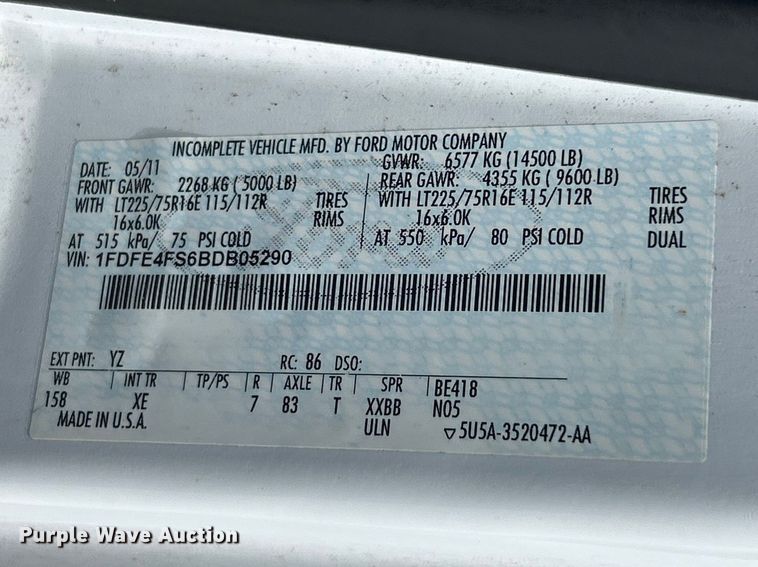 INCOMPLETE VEHICLE MFD. BY FORD MOTOR COMPANY
DATE: 05/11 GVWR: 6577 KG (14500 LB)
FRONT GAWR: 2268 KG ( 5000 LB) REAR GAWR: 4355 KG ( 9600 LB)
WITH LT225/75R16E 115/112R TIRES WITH LT225/75R16E 115/112R TIRES
16x6.0K RIMS 16x6.0K RIMS
AT 515 kPa/ 75 PSI COLD AT 550 kPa/ 80 PSI COLD DUAL
VIN: 1FDFE4FS6BDB05290
EXT PNT: YZ RC: 86 DSO:
WB INT TR TP/PS R AXLE TR SPR BE418
158 XE 7 83 T XXBB N05
MADE IN U.S.A. ULN ▽5U5A-3520472-AA
Purple Wave Auction